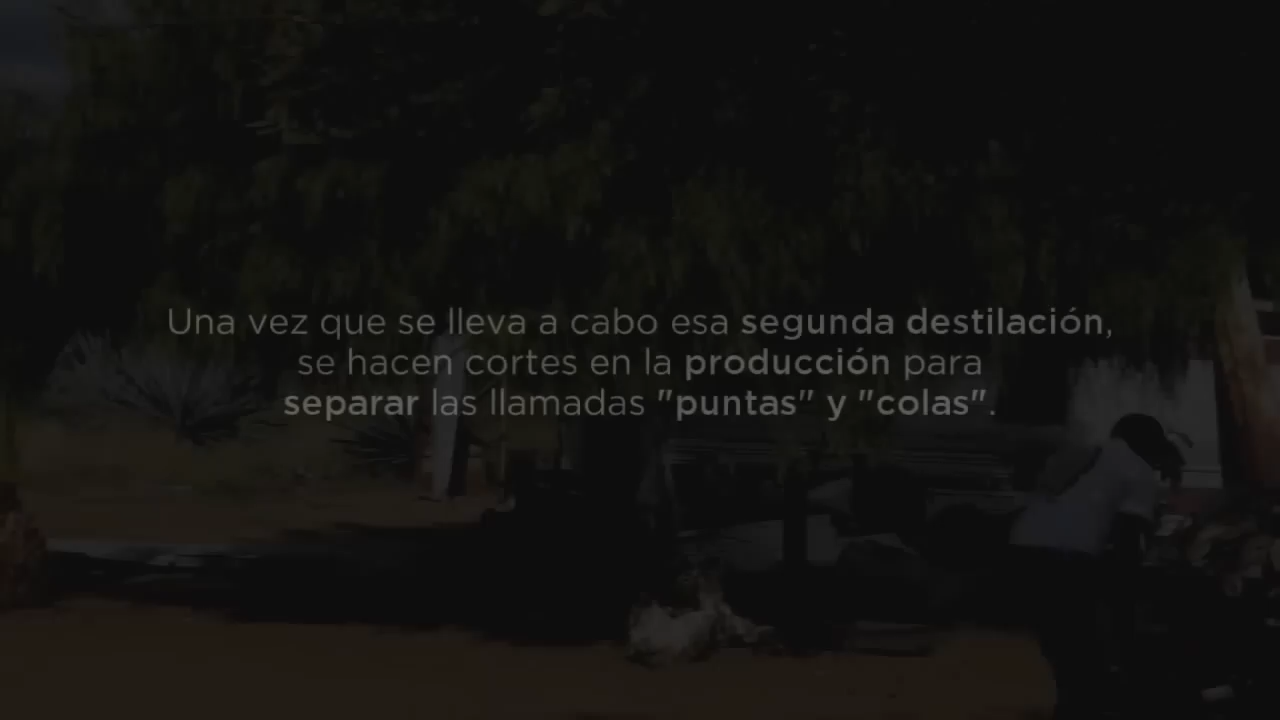 Una vez que se lleva a cabo esa segunda destilación,
se hacen cortes en la producción para
separar las llamadas "puntas" y "colas".